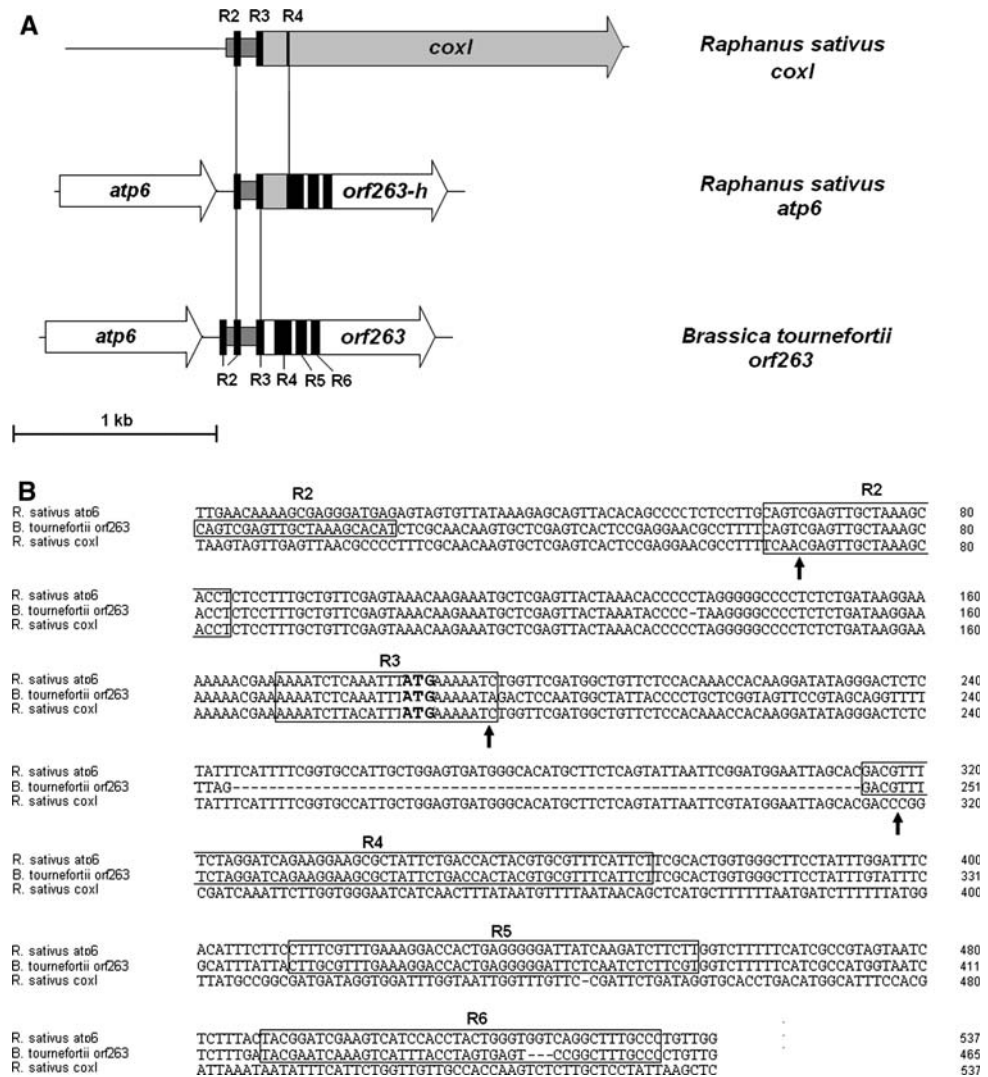 A
R2 R3 R4
coxI
Raphanus sativus
coxI
atp6
orf263-h
Raphanus sativus
atp6
atp6
orf263
Brassica tournefortii
orf263
R2 R3 R4 R5 R6
1 kb
B
R2 R2
R. sativus atp6 TTGAACAAAAGCGAGGGATGAGAGTAGTGTTATAAAGAGCAGTTACACAGCCCCTCTCCTTGCAGTCGAGTTGCTAAAGC 80
B. tournefortii orf263 CAGTCGAGTTGCTAAAGCACATCTCGCAACAAGTGCTCGAGTCACTCCGAGGAACGCCTTTTCAGTCGAGTTGCTAAAGC 80
R. sativus coxI TAAGTAGTTGAGTTAACGCCCCTTTCGCAACAAGTGCTCGAGTCACTCCGAGGAACGCCTTTTCAACGAGTTGCTAAAGC 80
R. sativus atp6 ACCTCTCCTTTGCTGTTCGAGTAAACAAGAAATGCTCGAGTTACTAAACACCCCCTAGGGGGCCCCTCTCTGATAAGGAA 160
B. tournefortii orf263 ACCTCTCCTTTGCTGTTCGAGTAAACAAGAAATGCTCGAGTTACTAAATACCCC-TAAGGGGGCCCCTCTCTGATAAGGAA 160
R. sativus coxI ACCTCTCCTTTGCTGTTCGAGTAAACAAGAAATGCTCGAGTTACTAAACACCCCCTAGGGGGCCCCTCTCTGATAAGGAA 160
R3
R. sativus atp6 AAAAACGAAAAAATCTCAAATTTATGAAAAATCTGGTTCGATGGCTGTTCTCCACAAACCACAAGGATATAGGGACTCTC 240
B. tournefortii orf263 AAAAACGAAAAAATCTCAAATTTATGAAAAATAGACTCCAATGGCTATTACCCCTGCTCGGTAGTTCCGTAGCAGGTTTT 240
R. sativus coxI AAAAACGAAAAAATCTTACATTTATGAAAAATCTGGTTCGATGGCTGTTCTCCACAAACCACAAGGATATAGGGACTCTC 240
R. sativus atp6 TATTTCATTTTCGGTGCCATTGCTGGAGTGATGGGCACATGCTTCTCAGTATTAATTCGGATGGAATTAGCACGACGTTT 320
B. tournefortii orf263 TTAG---------------------------------------------------------------------GACGTTT 251
R. sativus coxI TATTTCATTTTCGGTGCCATTGCTGGAGTGATGGGCACATGCTTCTCAGTATTAATTCGTATGGAATTAGCACGACCCGG 320
R4
R. sativus atp6 TCTAGGATCAGAAGGAAGCGCTATTCTGACCACTACGTGCGTTTCATTCTTCGCACTGGTGGGCTTCCTATTTGGATTTC 400
B. tournefortii orf263 TCTAGGATCAGAAGGAAGCGCTATTCTGACCACTACGTGCGTTTCATTCTTCGCACTGGTGGGCTTCCTATTTGTATTTC 331
R. sativus coxI CGATCAAATTCTTGGTGGGAATCATCAACTTTATAATGTTTTAATAACAGCTCATGCTTTTTTAATGATCTTTTTTATGG 400
R5
R. sativus atp6 ACATTTCTTCCTTTCGTTTGAAAGGACCACTGAGGGGGATTATCAAGATCTTCTTGGTCTTTTTCATCGCCGTAGTAATC 480
B. tournefortii orf263 GCATTTATTACTTGCGTTTGAAAGGACCACTGAGGGGGATTCTCAATCTCTTCGTGGTCTTTTTCATCGCCATGGTAATC 411
R. sativus coxI TTATGCCGGCGATGATAGGTGGATTTGGTAATTGGTTTGTTC-CGATTCTGATAGGTGCACCTGACATGGCATTTCCACG 480
R6
R. sativus atp6 TCTTTACTACGGATCGAAGTCATCCACCTACTGGGTGGTCAGGCTTTGCCCTGTTGG 537
B. tournefortii orf263 TCTTTGATACGAATCAAAGTCATTTACCTAGTGAGT---CCGGCTTTGCCCCTGTTG 465
R. sativus coxI ATTAAATAATATTTCATTCTGGTTGTTGCCACCAAGTCTCTTGCTCCTATTAAGCTC 537